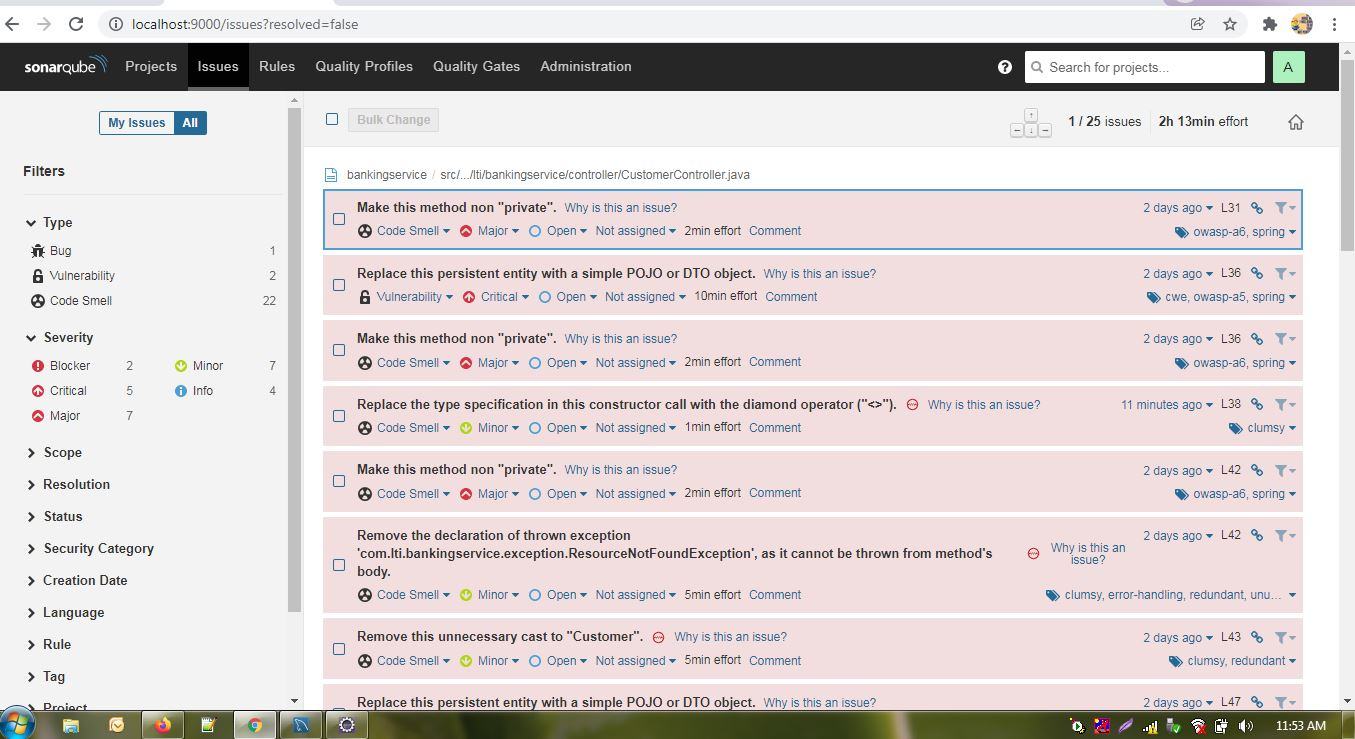 localhost:9000/issues?resolved=false
sonarqube Projects Issues Rules Quality Profiles Quality Gates Administration ? Search for projects... A
My Issues All
Bulk Change
1 / 25 issues 2h 13min effort
Filters
Type
Bug 1
Vulnerability 2
Code Smell 22
Severity
Blocker 2 Minor 7
Critical 5 Info 4
Major 7
Scope
Resolution
Status
Security Category
Creation Date
Language
Rule
Tag
Project
bankingservice / src/.../lti/bankingservice/controller/CustomerController.java
Make this method non "private". Why is this an issue? 2 days ago L31
Code Smell Major Open Not assigned 2min effort Comment owasp-a6, spring
Replace this persistent entity with a simple POJO or DTO object. Why is this an issue? 2 days ago L36
Vulnerability Critical Open Not assigned 10min effort Comment cwe, owasp-a5, spring
Make this method non "private". Why is this an issue? 2 days ago L36
Code Smell Major Open Not assigned 2min effort Comment owasp-a6, spring
Replace the type specification in this constructor call with the diamond operator ("<>"). Why is this an issue? 11 minutes ago L38
Code Smell Minor Open Not assigned 1min effort Comment clumsy
Make this method non "private". Why is this an issue? 2 days ago L42
Code Smell Major Open Not assigned 2min effort Comment owasp-a6, spring
Remove the declaration of thrown exception 2 days ago L42
'com.lti.bankingservice.exception.ResourceNotFoundException', as it cannot be thrown from method's Why is this an
body. issue?
Code Smell Minor Open Not assigned 5min effort Comment clumsy, error-handling, redundant, unu...
Remove this unnecessary cast to "Customer". Why is this an issue? 2 days ago L43
Code Smell Minor Open Not assigned 5min effort Comment clumsy, redundant
Replace this persistent entity with a simple POJO or DTO object. Why is this an issue? 2 days ago L47
11:53 AM